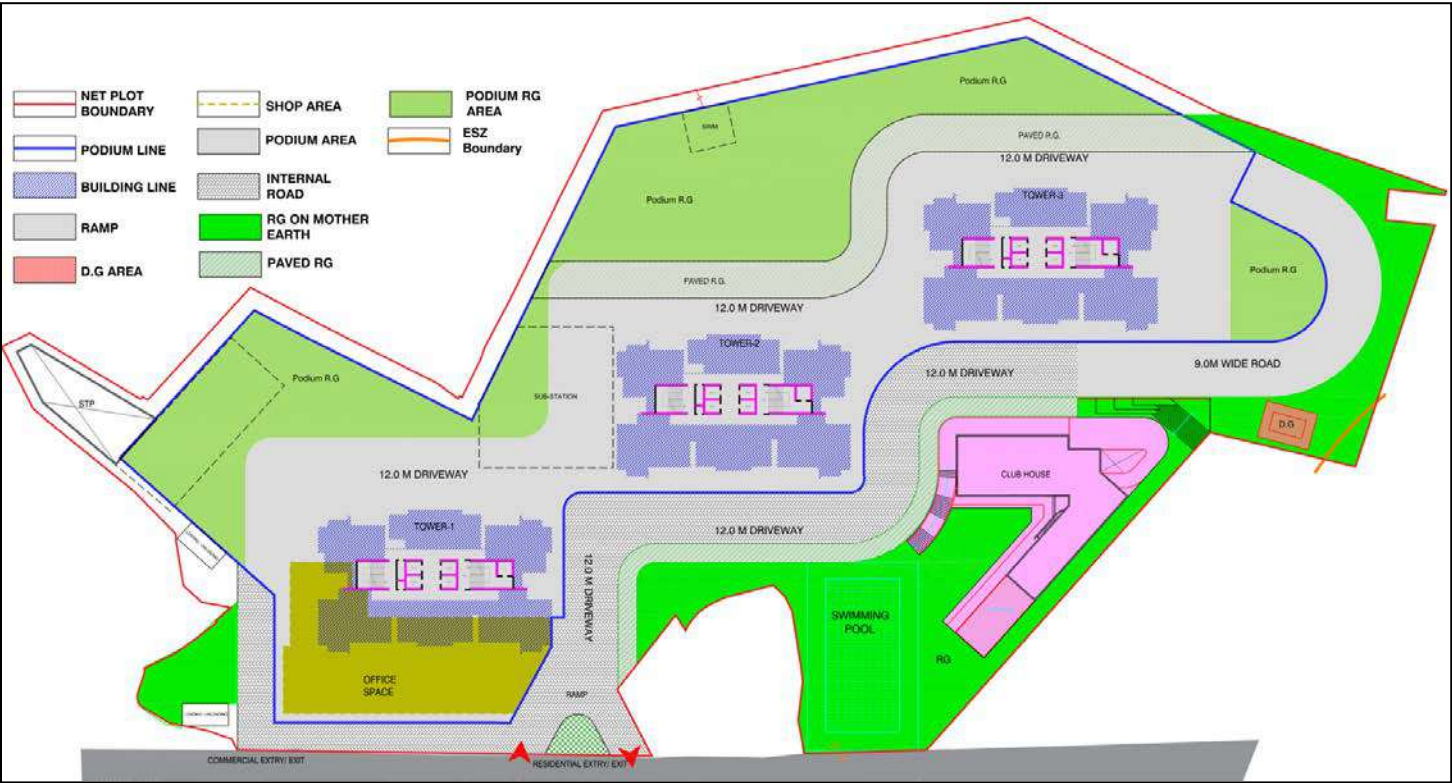 NET PLOT
BOUNDARY
PODIUM LINE
BUILDING LINE
RAMP
D.G AREA
SHOP AREA
PODIUM AREA
INTERNAL
ROAD
RG ON MOTHER
EARTH
PAVED RG
PODIUM RG
AREA
ESZ
Boundary
Podium R.G
PAVED R.G.
12.0 M DRIVEWAY
Podium R.G
TOWER-3
Podium R.G
PAVED R.G.
12.0 M DRIVEWAY
TOWER-2
9.0M WIDE ROAD
12.0 M DRIVEWAY
Podium R.G
SUB-STATION
STP
D.G
12.0 M DRIVEWAY
CLUB HOUSE
TOWER-1
12.0 M DRIVEWAY
12.0 M DRIVEWAY
SWIMMING
POOL
RG
OFFICE
SPACE
RAMP
COMMERCIAL EXTRY/ EXIT
RESIDENTIAL EXTRY/ EXIT